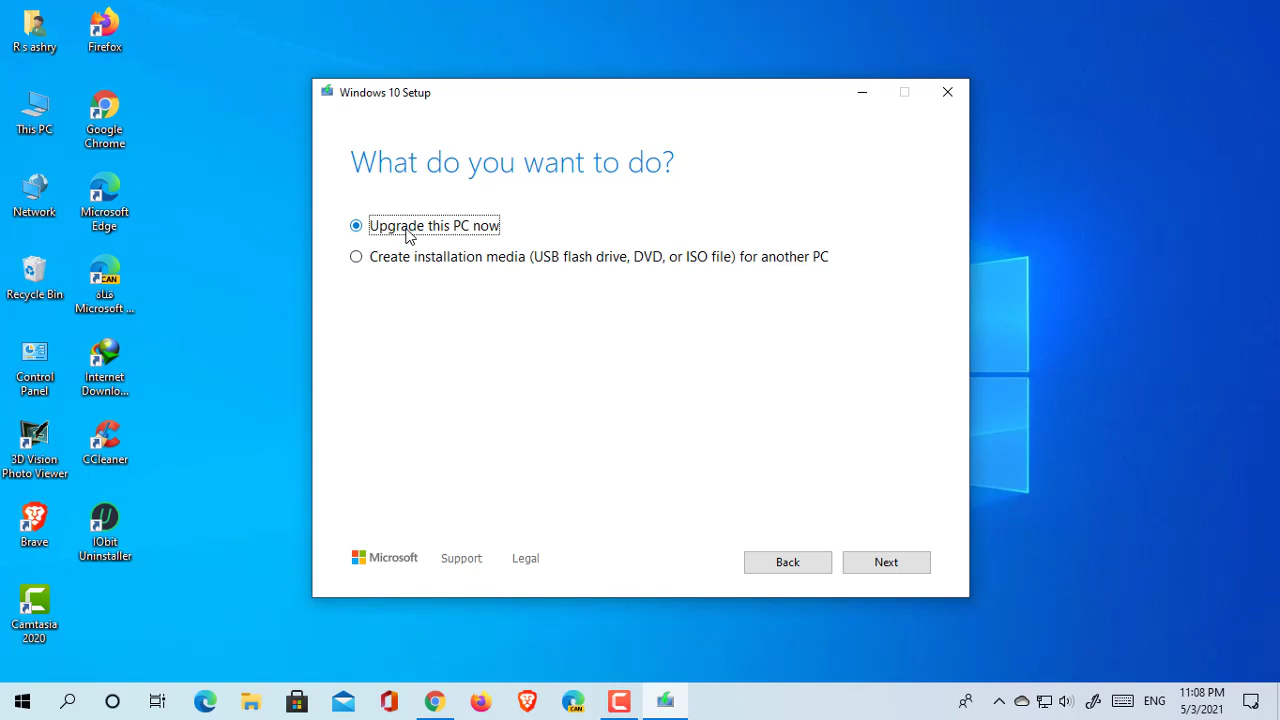 R s ashry
Firefox
This PC
Google
Chrome
Network
Microsoft
Edge
Recycle Bin
CAN
قناة
Microsoft ...
Control
Panel
Internet
Downlo...
3D Vision
Photo Viewer
CCleaner
Brave
IObit
Uninstaller
Camtasia
2020
Windows 10 Setup
What do you want to do?
Upgrade this PC now
Create installation media (USB flash drive, DVD, or ISO file) for another PC
Microsoft
Support
Legal
Back
Next
CAN
ENG
11:08 PM
5/3/2021